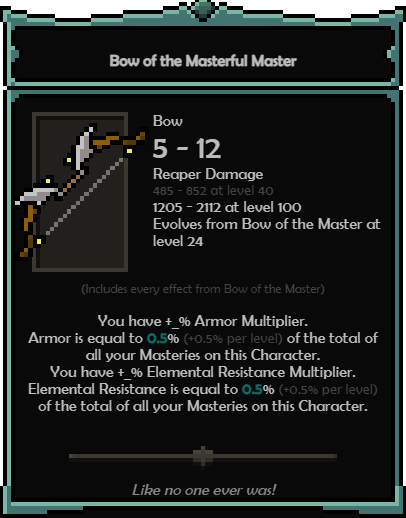 Bow of the Masterful Master
Bow
5 - 12
Reaper Damage
485 - 852 at level 40
1205 - 2112 at level 100
Evolves from Bow of the Master at
level 24
(Includes every effect from Bow of the Master)
You have +_% Armor Multiplier.
Armor is equal to 0.5% (+0.5% per level) of the total of
all your Masteries on this Character.
You have +_% Elemental Resistance Multiplier.
Elemental Resistance is equal to 0.5% (+0.5% per level)
of the total of all your Masteries on this Character.
Like no one ever was!